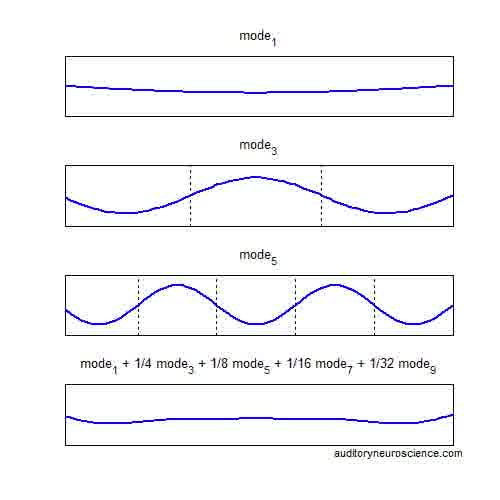 mode1
mode3
mode5
mode1 + 1/4 mode3 + 1/8 mode5 + 1/16 mode7 + 1/32 mode9
auditoryneuroscience.com